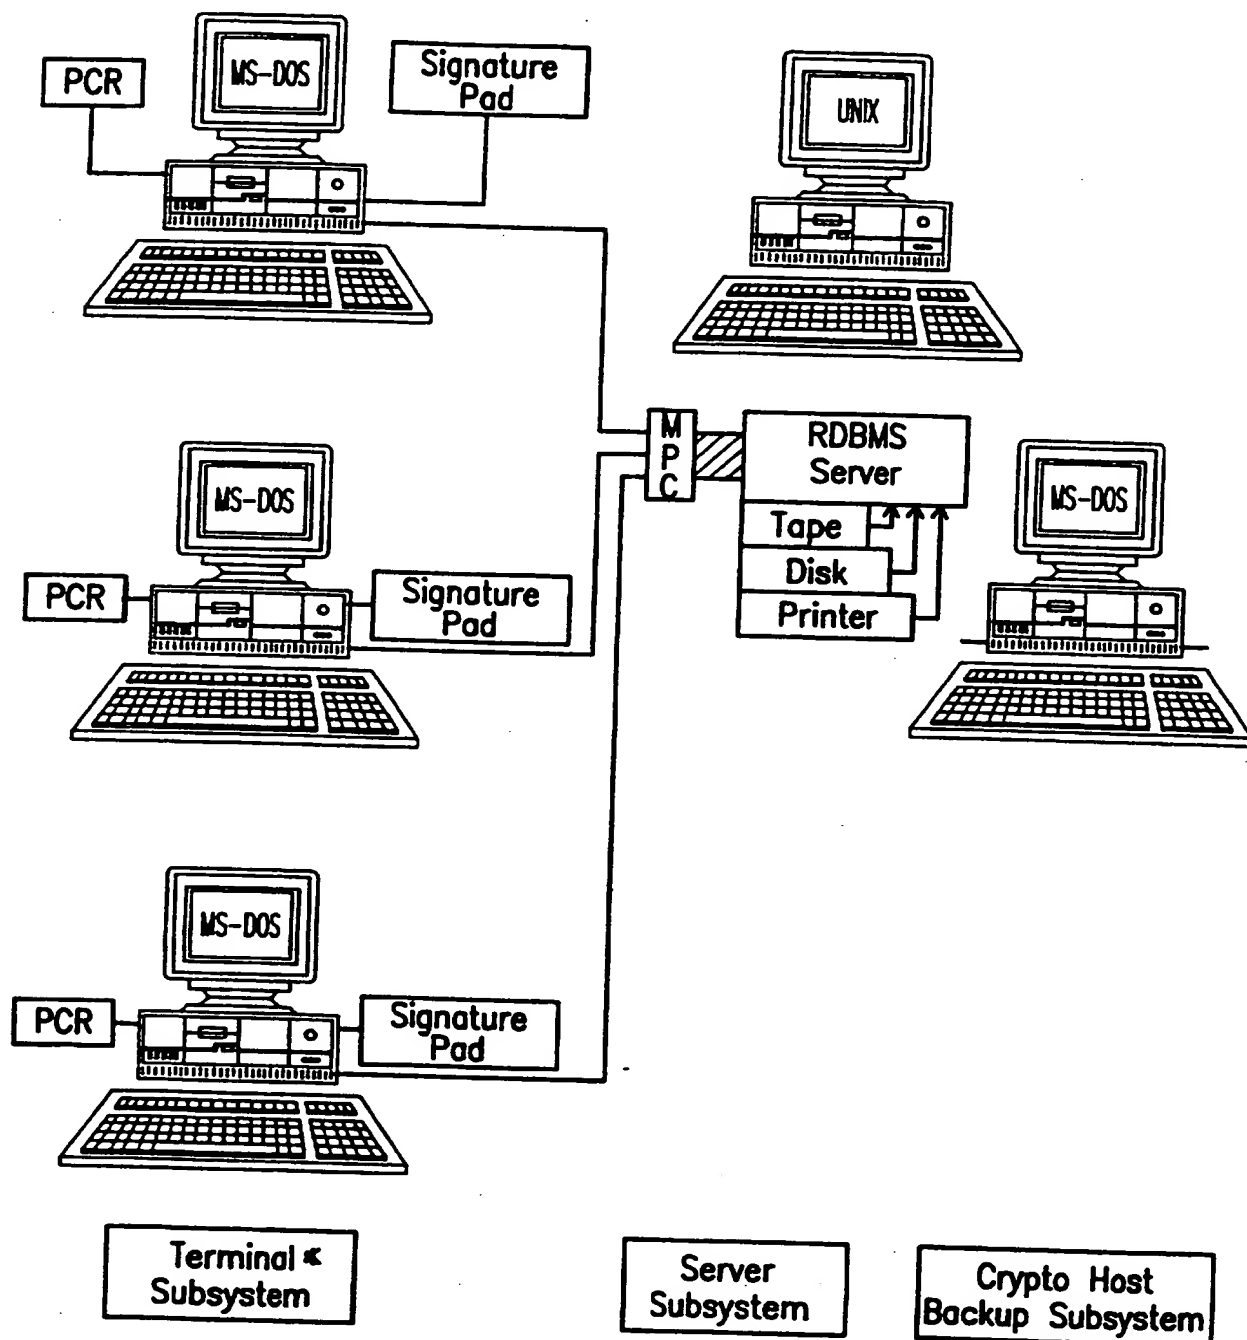 PCR
MS-DOS
Signature
Pad
UNIX
M
P
C
RDBMS
Server
Tape
Disk
Printer
MS-DOS
PCR
MS-DOS
Signature
Pad
PCR
MS-DOS
Signature
Pad
Terminal *
Subsystem
Server
Subsystem
Crypto Host
Backup Subsystem